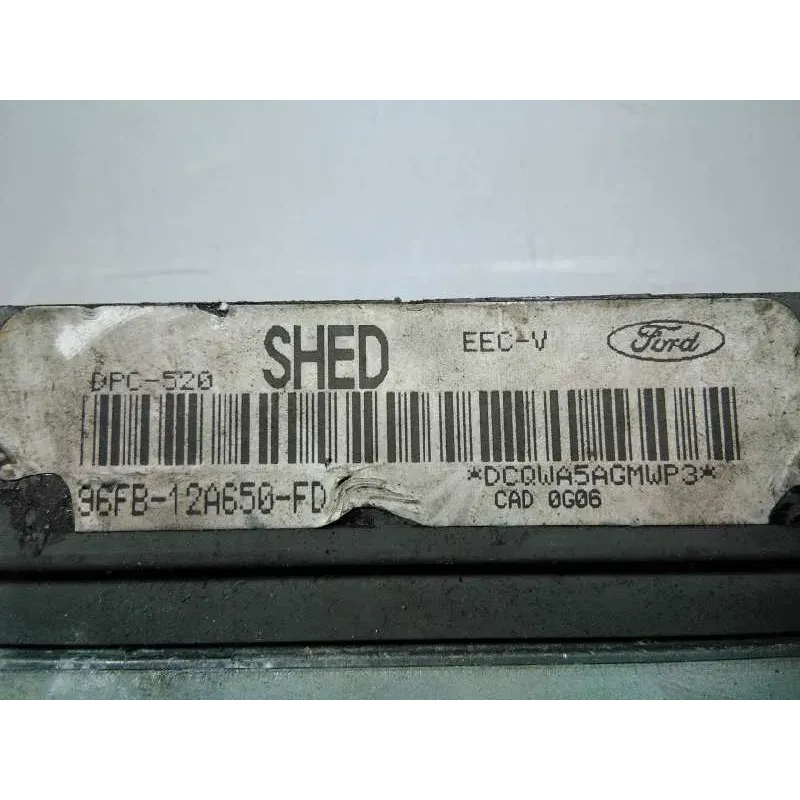 SHED
EEC-V
Ford
DPC-520
96FB-12A650-FD
*DCQWA5AGMWP3*
CAD 0G06